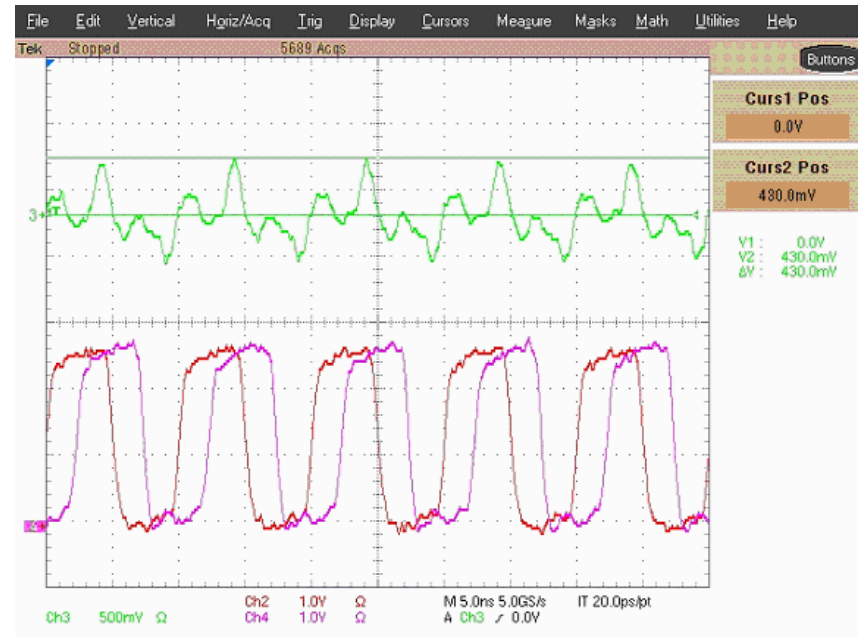 File Edit Vertical Horiz/Acq Trig Display Cursors Measure Masks Math Utilities Help
Tek Stopped 5689 Acqs
Buttons
Curs1 Pos
0.0V
Curs2 Pos
430.0mV
3
V1 : 0.0V
V2 : 430.0mV
ΔV : 430.0mV
Ch2 1.0V Ω M 5.0ns 5.0GS/s IT 20.0ps/pt
Ch3 500mV Ω Ch4 1.0V Ω A Ch3 / 0.0V